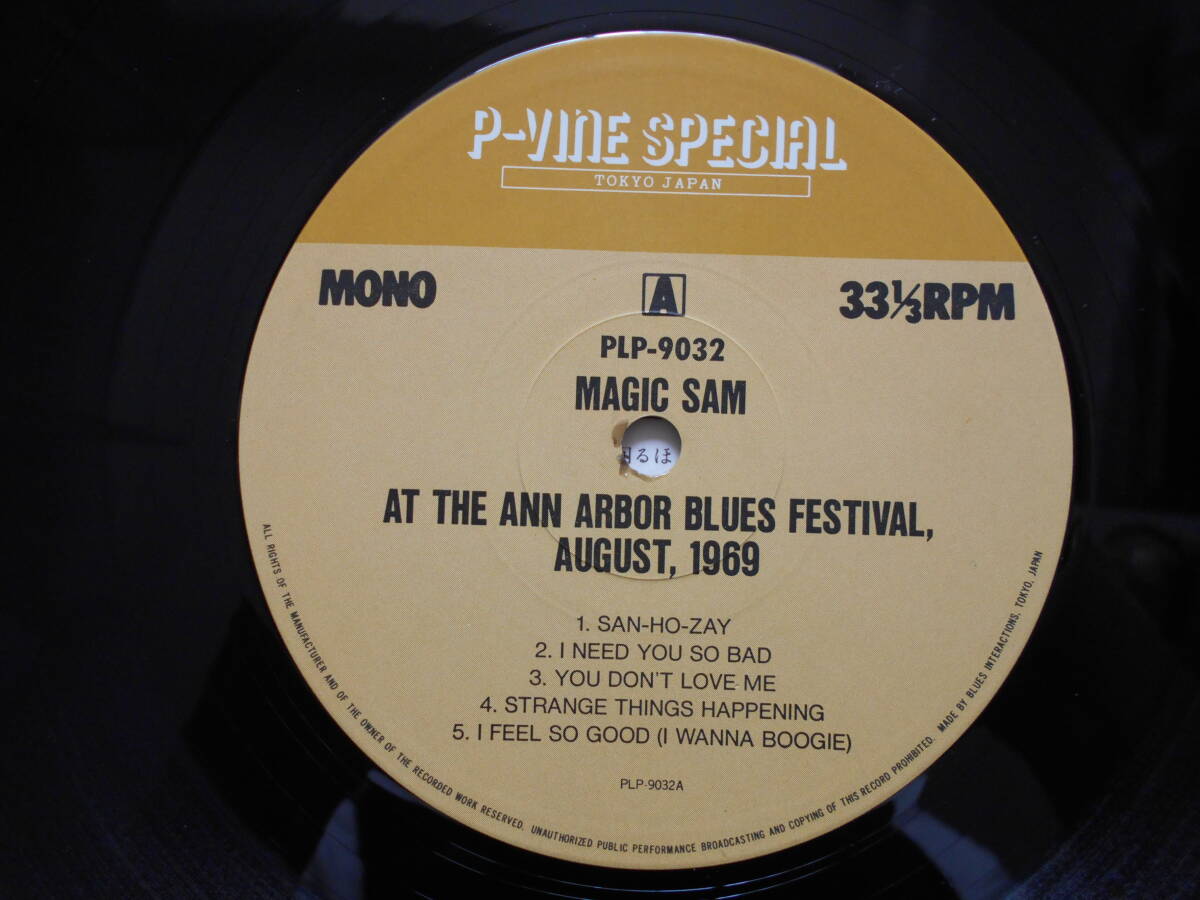 P-VINE SPECIAL
TOKYO JAPAN
MONO
A
33⅓RPM
PLP-9032
MAGIC SAM
るほ
AT THE ANN ARBOR BLUES FESTIVAL,
AUGUST, 1969
1. SAN-HO-ZAY
2. I NEED YOU SO BAD
3. YOU DON'T LOVE ME
4. STRANGE THINGS HAPPENING
5. I FEEL SO GOOD (I WANNA BOOGIE)
PLP-9032A
ALL RIGHTS OF THE MANUFACTURER AND OF THE OWNER OF THE RECORDED WORK RESERVED. UNAUTHORIZED PUBLIC PERFORMANCE BROADCASTING AND COPYING OF THIS RECORD PROHIBITED. MADE BY BLUES INTERACTIONS, TOKYO, JAPAN